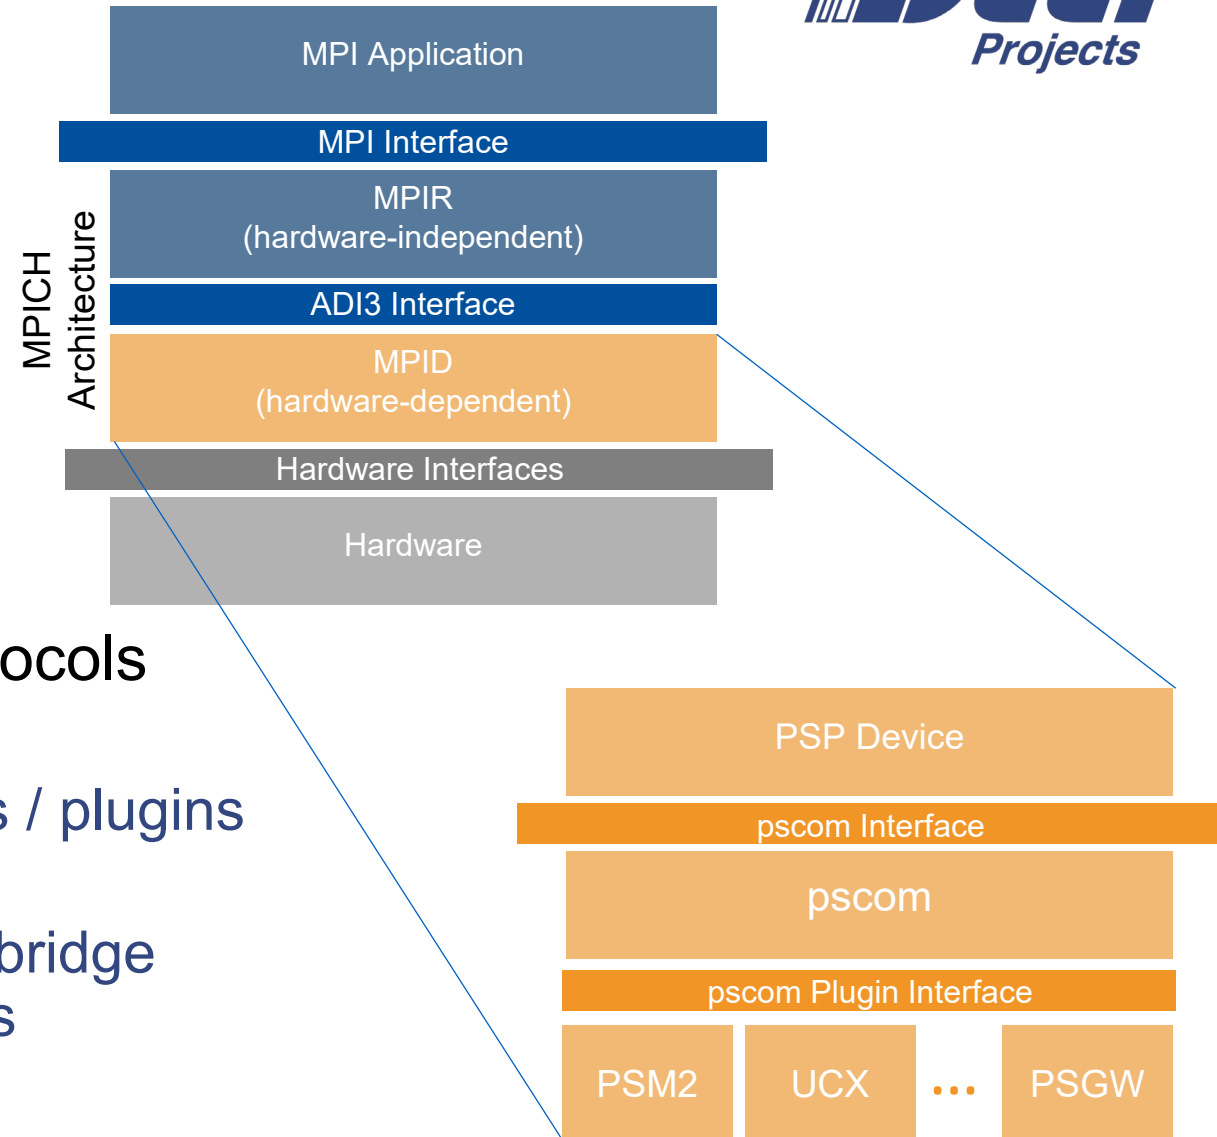 Projects
MPI Application
MPI Interface
MPICH
Architecture
MPIR
(hardware-independent)
ADI3 Interface
MPID
(hardware-dependent)
Hardware Interfaces
Hardware
ocols
s / plugins
bridge
s
PSP Device
pscom Interface
pscom
pscom Plugin Interface
PSM2 UCX ... PSGW